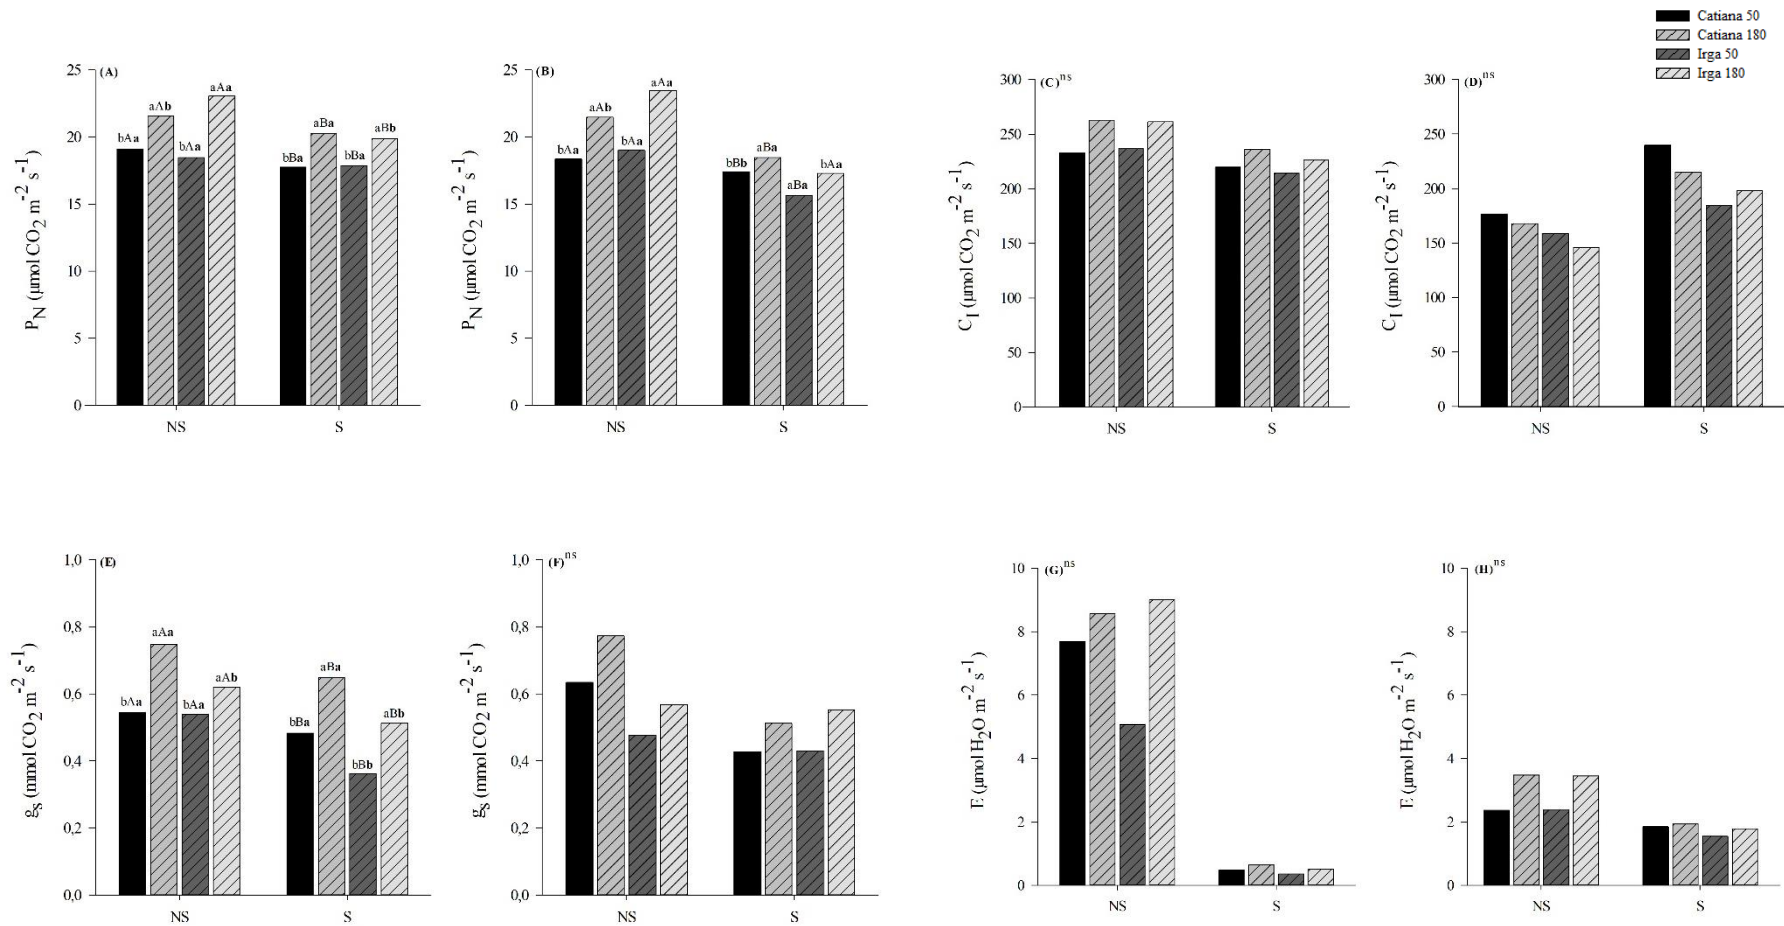 Catiana 50
Catiana 180
Irga 50
Irga 180
(A)
25
20
15
10
5
0
P_N (µmol CO2 m-2 s-1)
bAa
aAb
bAa
aAa
bBa
aBa
bBa
aBb
NS
S
(B)
25
20
15
10
5
0
P_N (µmol CO2 m-2 s-1)
bAa
aAb
bAa
aAa
bBb
aBa
aBa
bAa
NS
S
(C)ns
300
250
200
150
100
50
0
C_I (µmol CO2 m-2 s-1)
NS
S
(D)ns
300
250
200
150
100
50
0
C_I (µmol CO2 m-2 s-1)
NS
S
(E)
1,0
0,8
0,6
0,4
0,2
0,0
g_s (mmol CO2 m-2 s-1)
bAa
aAa
bAa
aAb
bBa
aBa
bBb
aBb
NS
S
(F)ns
1,0
0,8
0,6
0,4
0,2
0,0
g_s (mmol CO2 m-2 s-1)
NS
S
(G)ns
10
8
6
4
2
0
E (µmol H2O m-2 s-1)
NS
S
(H)ns
10
8
6
4
2
0
E (µmol H2O m-2 s-1)
NS
S